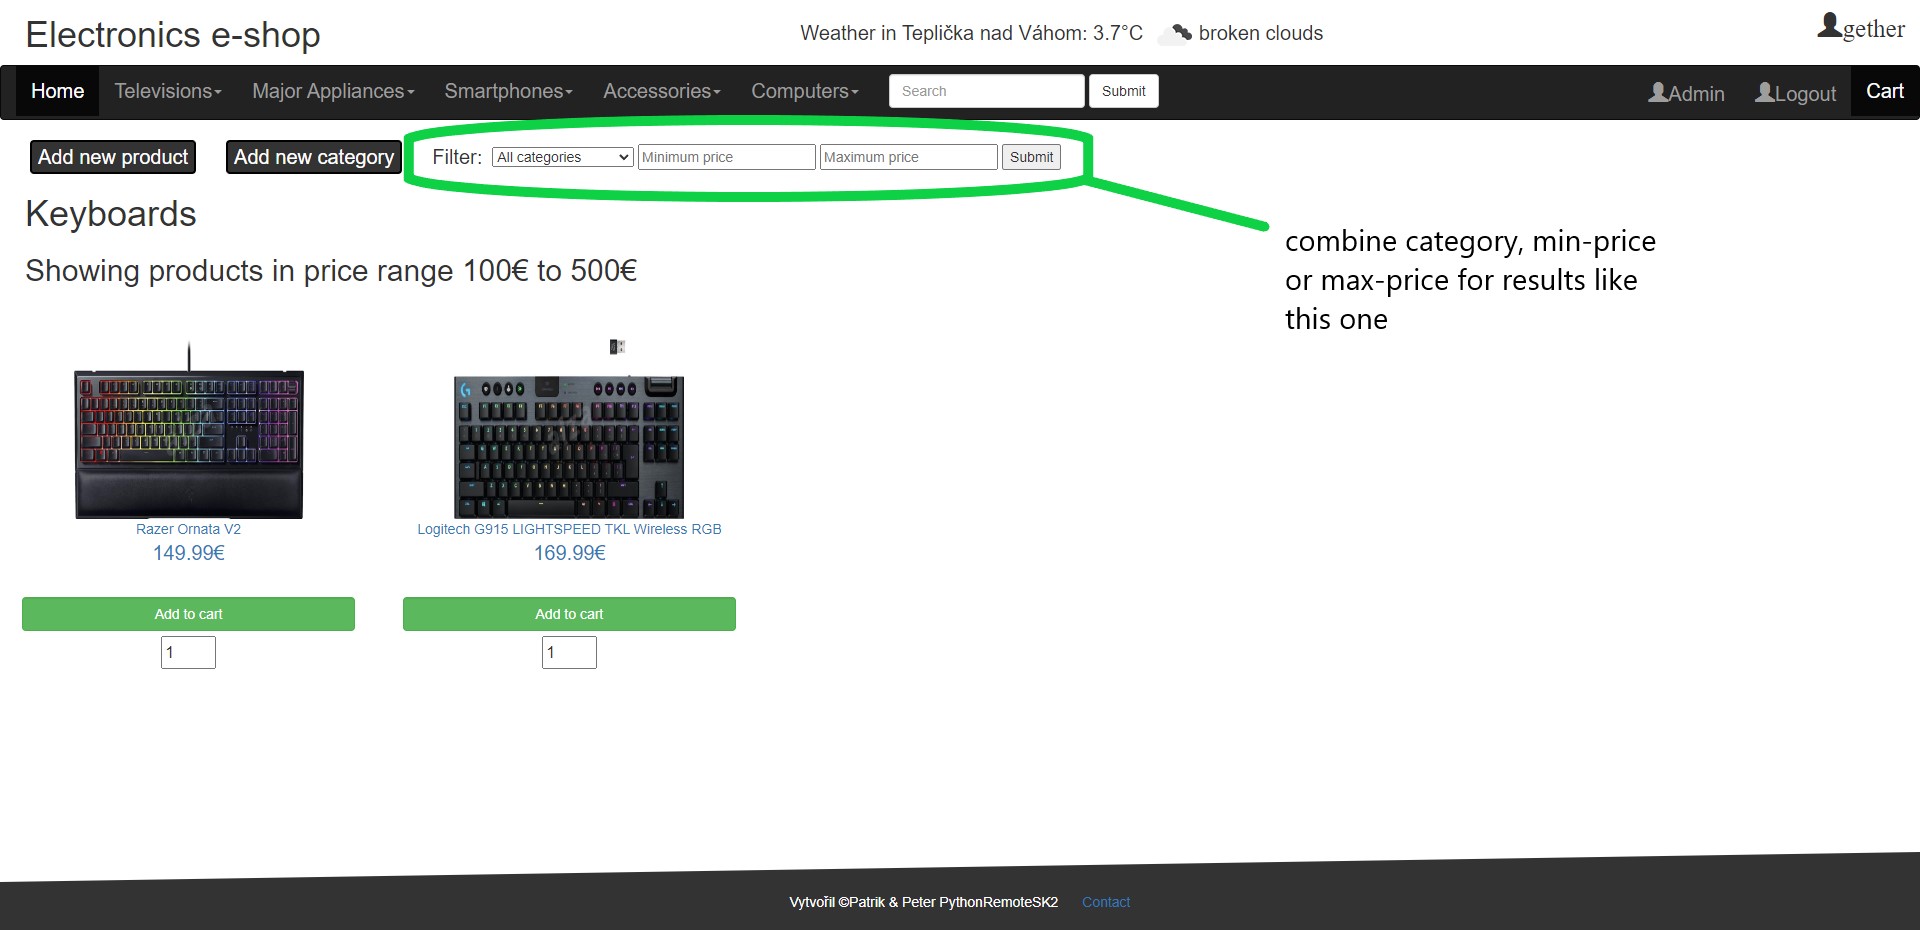 Electronics e-shop
Weather in Teplička nad Váhom: 3.7°C broken clouds
gether
Home Televisions Major Appliances Smartphones Accessories Computers Search Submit Admin Logout Cart
Add new product Add new category Filter: All categories Minimum price Maximum price Submit
Keyboards
Showing products in price range 100€ to 500€
combine category, min-price
or max-price for results like
this one
Razer Ornata V2
149.99€
Add to cart
1
Logitech G915 LIGHTSPEED TKL Wireless RGB
169.99€
Add to cart
1
Vytvořil ©Patrik & Peter PythonRemoteSK2 Contact